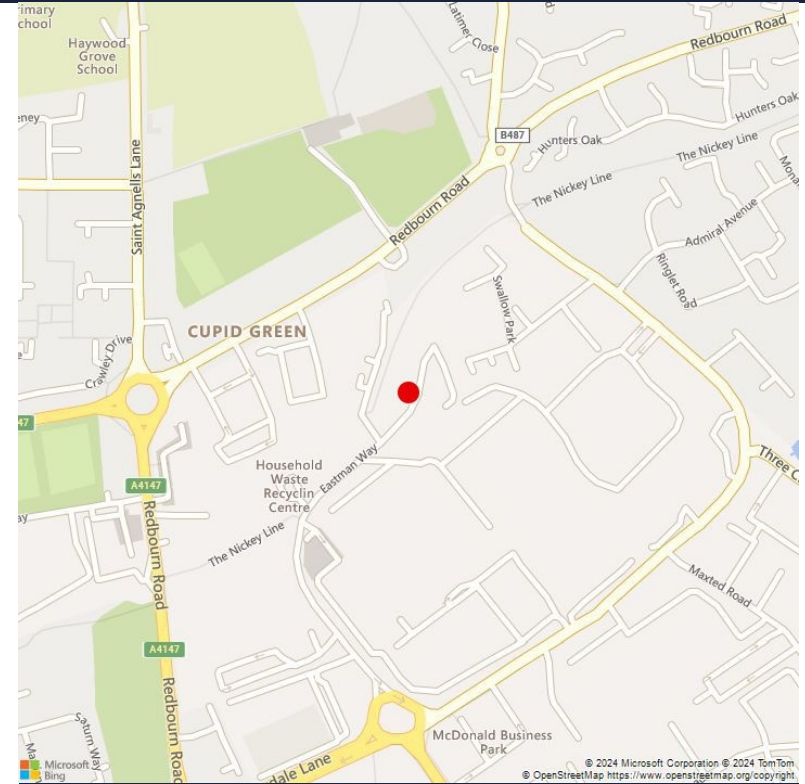 rimary
chool
Haywood
Grove
School
Latimer Close
Redbourn Road
B487
Hunters Oak
Hunters Oak
The Nickey Line
The Nickey Line
Saint Agnells Lane
Redbourn Road
Admiral Avenue
Ringlet Road
Swallow Park
CUPID GREEN
Crawley Drive
47
Household
Waste
Recyclin
Centre
Eastman Way
A4147
Redbourn Road
The Nickey Line
Three C
Maxted Road
A4147
Redbourn Road
Saturn Way
McDonald Business
Park
dale Lane
Microsoft
Bing
© 2024 Microsoft Corporation © 2024 TomTom
© OpenStreetMap https://www.openstreetmap.org/copyright